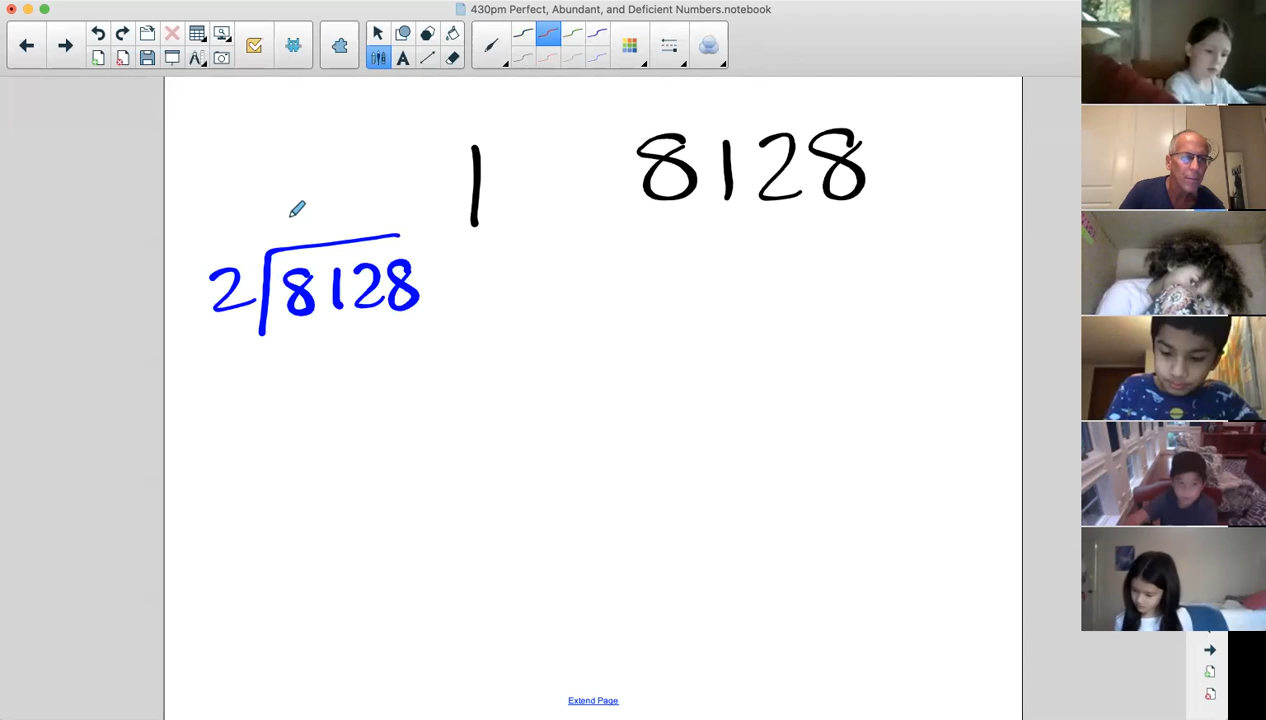 430pm Perfect, Abundant, and Deficient Numbers.notebook
1 8128
2 8128
Extend Page